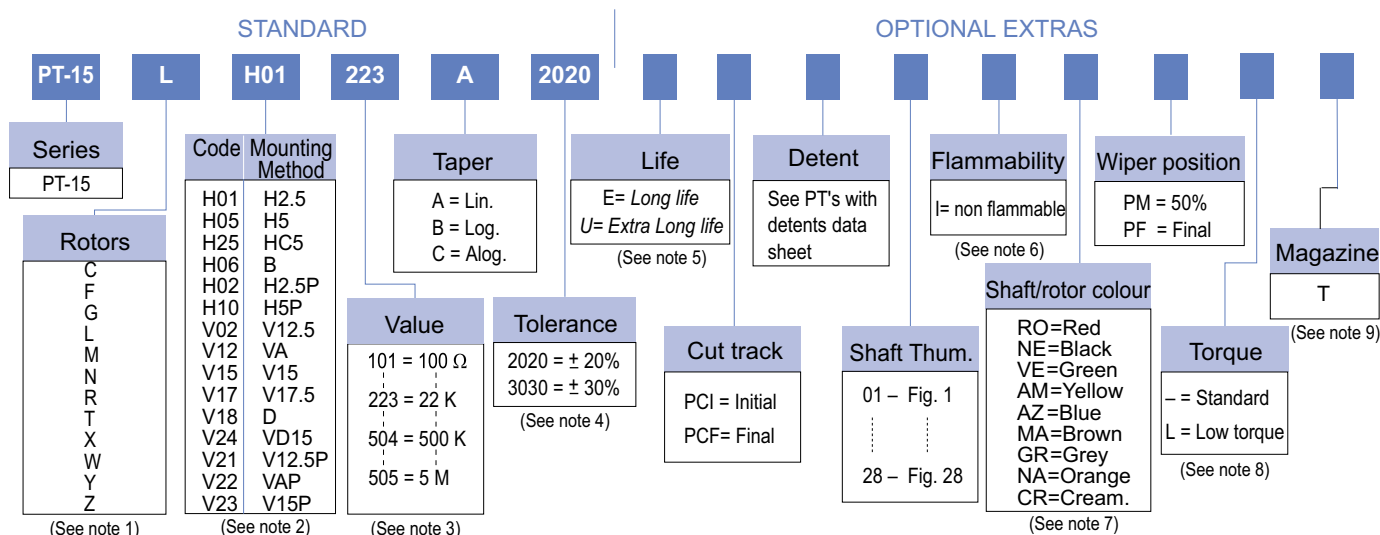 STANDARD
OPTIONAL EXTRAS
PT-15 L H01 223 A 2020
Series
PT-15
Rotors
C
F
G
L
M
N
R
T
X
W
Y
Z
(See note 1)
Code Mounting Method
H01 H2.5
H05 H5
H25 HC5
H06 B
H02 H2.5P
H10 H5P
V02 V12.5
V12 VA
V15 V15
V17 V17.5
V18 D
V24 VD15
V21 V12.5P
V22 VAP
V23 V15P
(See note 2)
Value
101 = 100 Ω
223 = 22 K
504 = 500 K
505 = 5 M
(See note 3)
Taper
A = Lin.
B = Log.
C = Alog.
Tolerance
2020 = ± 20%
3030 = ± 30%
(See note 4)
Life
E= Long life
U= Extra Long life
(See note 5)
Cut track
PCI = Initial
PCF= Final
Detent
See PT's with
detents data
sheet
Shaft Thum.
01 – Fig. 1
28 – Fig. 28
Flammability
I= non flammable
(See note 6)
Shaft/rotor colour
RO=Red
NE=Black
VE=Green
AM=Yellow
AZ=Blue
MA=Brown
GR=Grey
NA=Orange
CR=Cream.
(See note 7)
Wiper position
PM = 50%
PF = Final
Torque
– = Standard
L = Low torque
(See note 8)
Magazine
T
(See note 9)